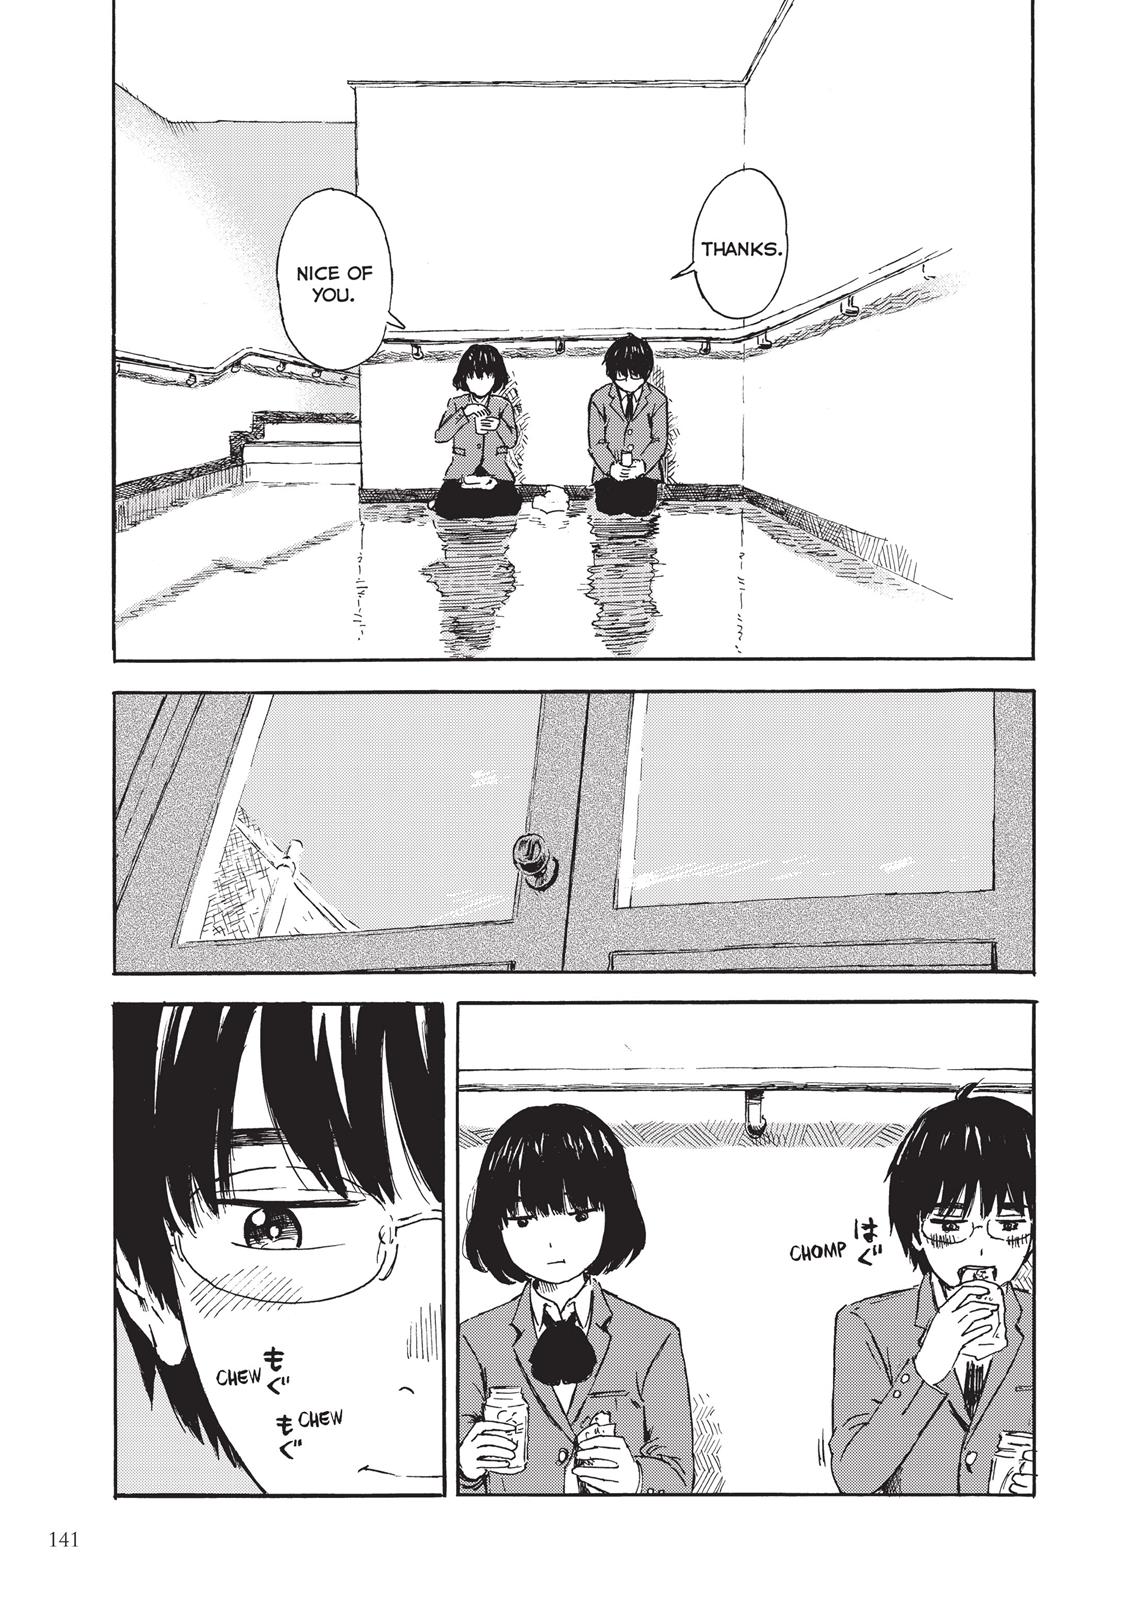 THANKS.
NICE OF
YOU.
はぐ
CHOMP
もぐ
CHEW
もぐ
CHEW
141